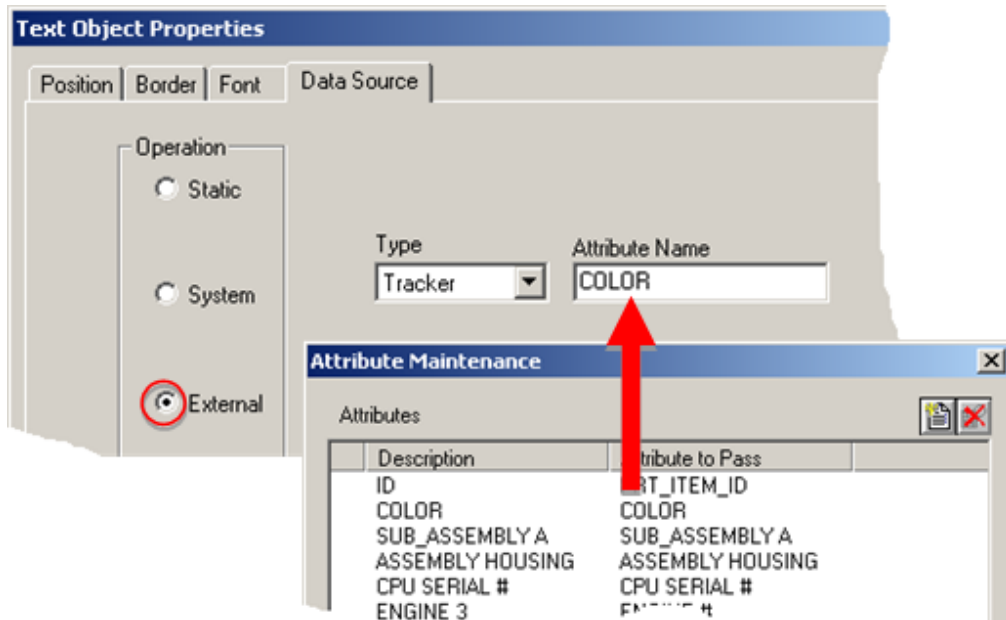 Text Object Properties
Position Border Font Data Source
Operation
Static
Type Attribute Name
Tracker COLOR
System
Attribute Maintenance
External
Attributes
Description to Pass
ID
COLOR COLOR
SUB_ASSEMBLY A SUB_ASSEMBLY A
ASSEMBLY HOUSING ASSEMBLY HOUSING
CPU SERIAL # CPU SERIAL #
ENGINE 3